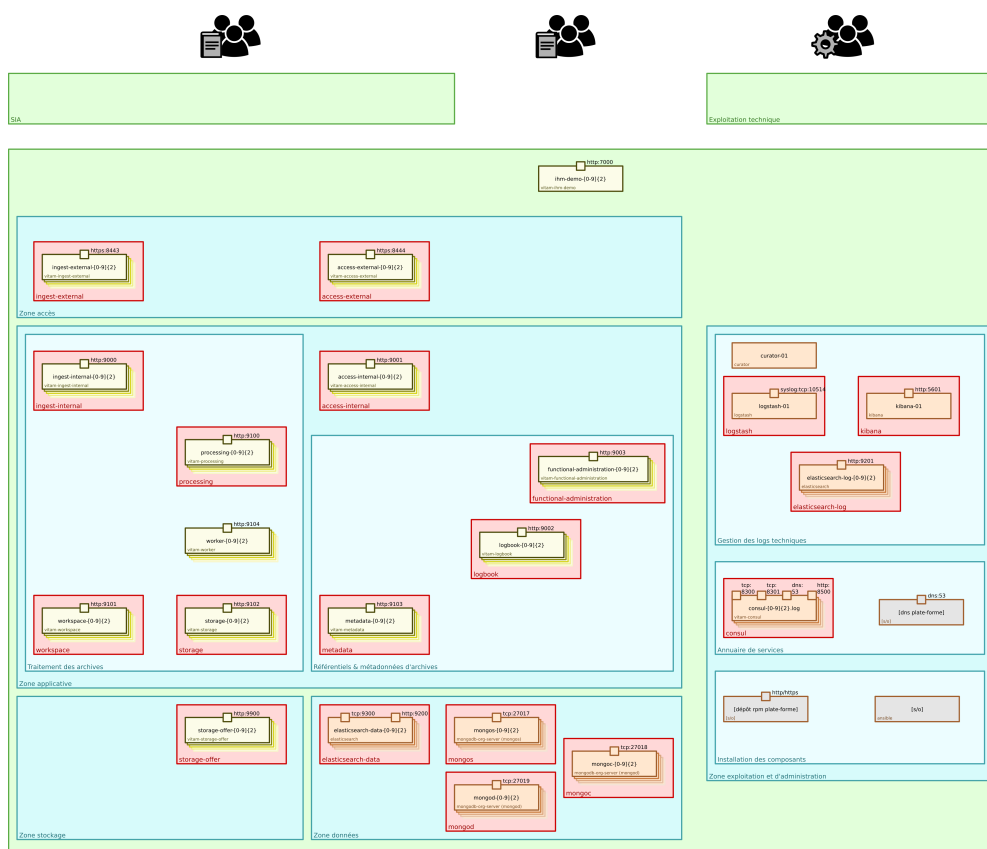 SIA
Exploitation technique
http:7000
ihm-demo-[0-9]{2}
vitam-ihm demo
https:8443
ingest-external-[0-9]{2}
vitam-ingest-external
ingest-external
https:8444
access-external-[0-9]{2}
vitam-access-external
access-external
Zone accès
http:9000
ingest-internal-[0-9]{2}
vitam-ingest-internal
ingest-internal
http:9001
access-internal-[0-9]{2}
vitam-access-internal
access-internal
http:9100
processing-[0-9]{2}
vitam-processing
processing
http:9104
worker-[0-9]{2}
vitam-worker
http:9101
workspace-[0-9]{2}
vitam-workspace
workspace
http:9102
storage-[0-9]{2}
vitam-storage
storage
Traitement des archives
http:9003
functional-administration-[0-9]{2}
vitam-functional-administration
functional-administration
http:9002
logbook-[0-9]{2}
vitam-logbook
logbook
http:9103
metadata-[0-9]{2}
vitam-metadata
metadata
Référentiels & métadonnées d'archives
Zone applicative
http:9900
storage-offer-[0-9]{2}
vitam-storage-offer
storage-offer
Zone stockage
tcp:9300
http:9200
elasticsearch-data-[0-9]{2}
elasticsearch
elasticsearch-data
tcp:27017
mongos-[0-9]{2}
mongodb-org-server (mongos)
mongos
tcp:27018
mongoc-[0-9]{2}
mongodb-org-server (mongod)
mongoc
tcp:27019
mongod-[0-9]{2}
mongodb-org-server (mongod)
mongod
Zone données
curator-01
curator
syslog:tcp:10514
logstash-01
logstash
logstash
http:5601
kibana-01
kibana
kibana
http:9201
elasticsearch-log-[0-9]{2}
elasticsearch
elasticsearch-log
Gestion des logs techniques
tcp:
8300
tcp:
8301
dns:
53
http:
8500
consul-[0-9]{2}.log
vitam-consul
consul
dns:53
[dns plate-forme]
[s/o]
Annuaire de services
http/https
[dépôt rpm plate-forme]
[s/o]
[s/o]
ansible
Installation des composants
Zone exploitation et d'administration